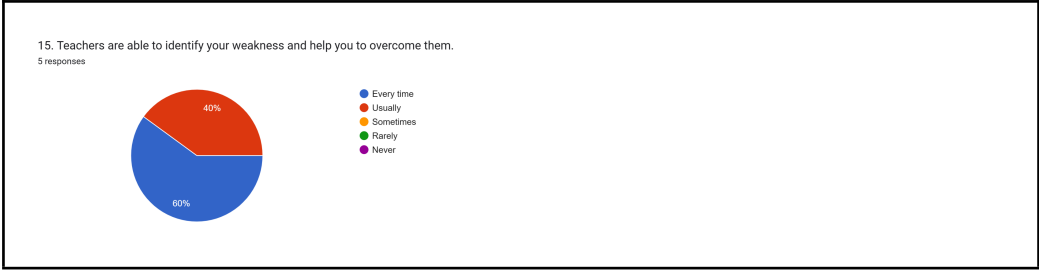 15. Teachers are able to identify your weakness and help you to overcome them.
5 responses
40%
60%
Every time
Usually
Sometimes
Rarely
Never